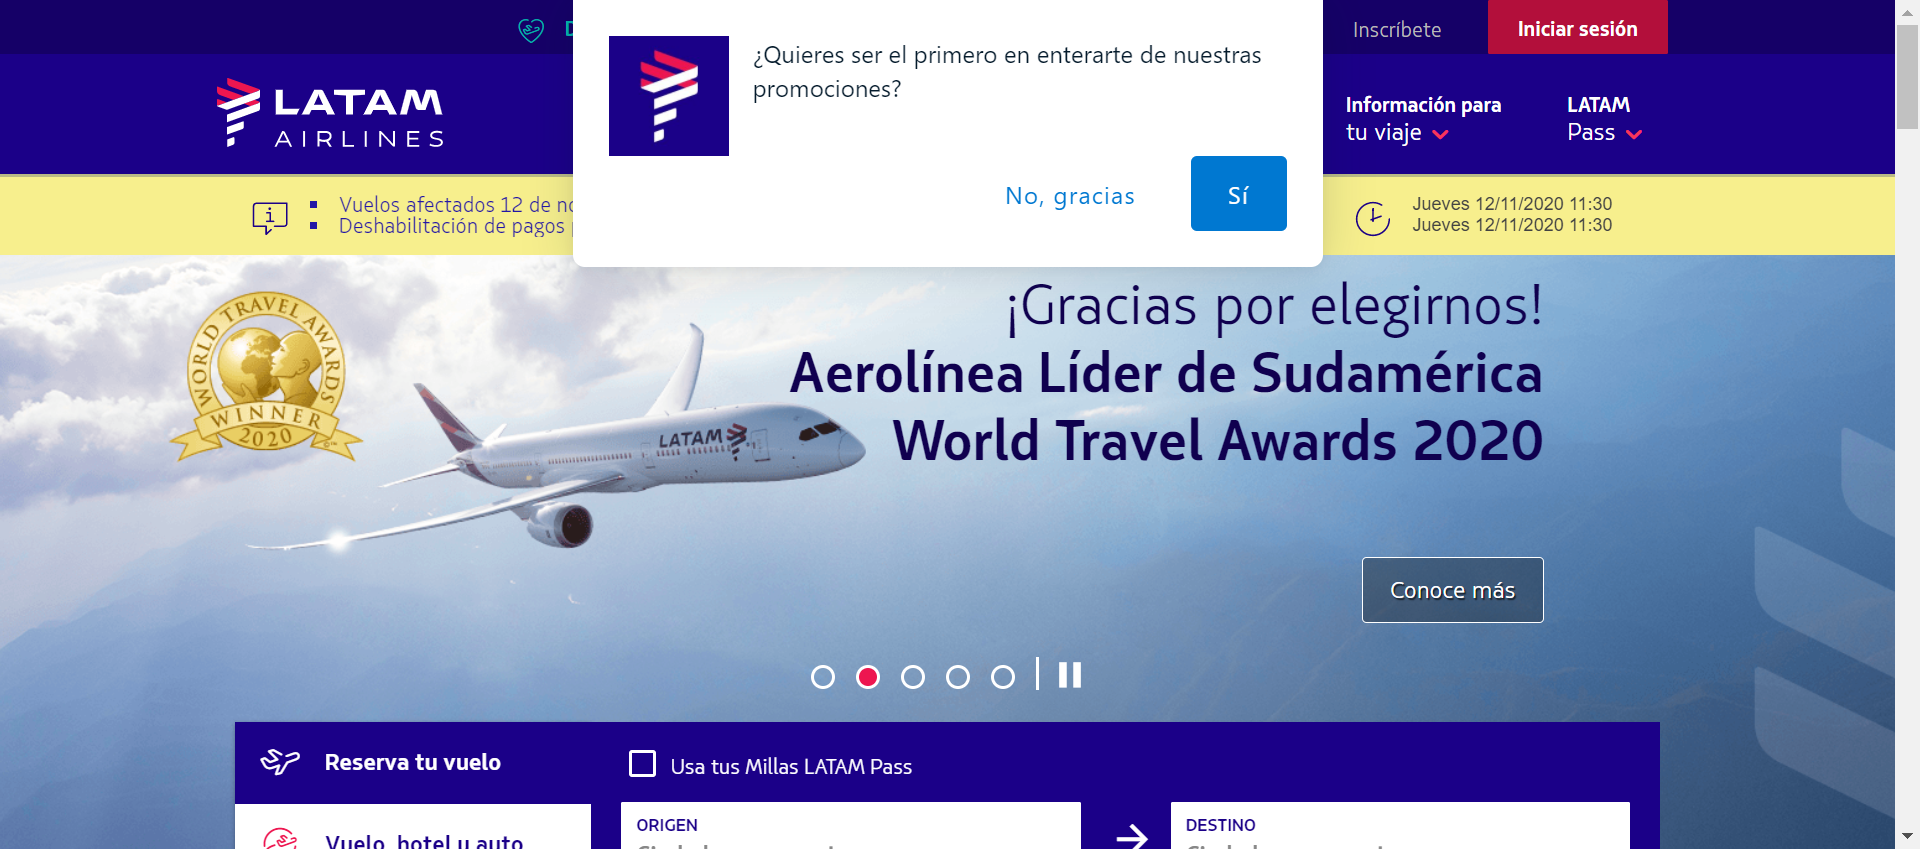 Inscríbete
Iniciar sesión
¿Quieres ser el primero en enterarte de nuestras
promociones?
No, gracias
Sí
LATAM
AIRLINES
Información para
tu viaje
LATAM
Pass
Vuelos afectados 12 de
Deshabilitación de pagos
Jueves 12/11/2020 11:30
Jueves 12/11/2020 11:30
WORLD TRAVEL AWARDS
WINNER
2020
LATAM
¡Gracias por elegirnos!
Aerolínea Líder de Sudamérica
World Travel Awards 2020
Conoce más
Reserva tu vuelo
Usa tus Millas LATAM Pass
Vuelo, hotel y auto
ORIGEN
DESTINO